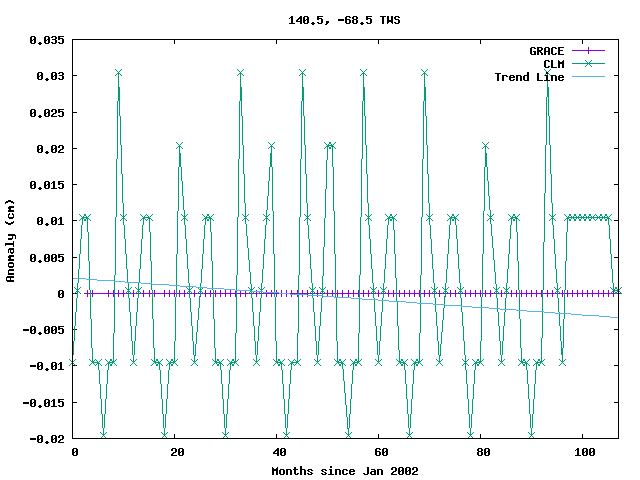 140.5, -68.5 TWS
0.035
0.03
0.025
0.02
0.015
0.01
0.005
0
-0.005
-0.01
-0.015
-0.02
Anomaly (cm)
GRACE
CLM
Trend Line
0 20 40 60 80 100
Months since Jan 2002